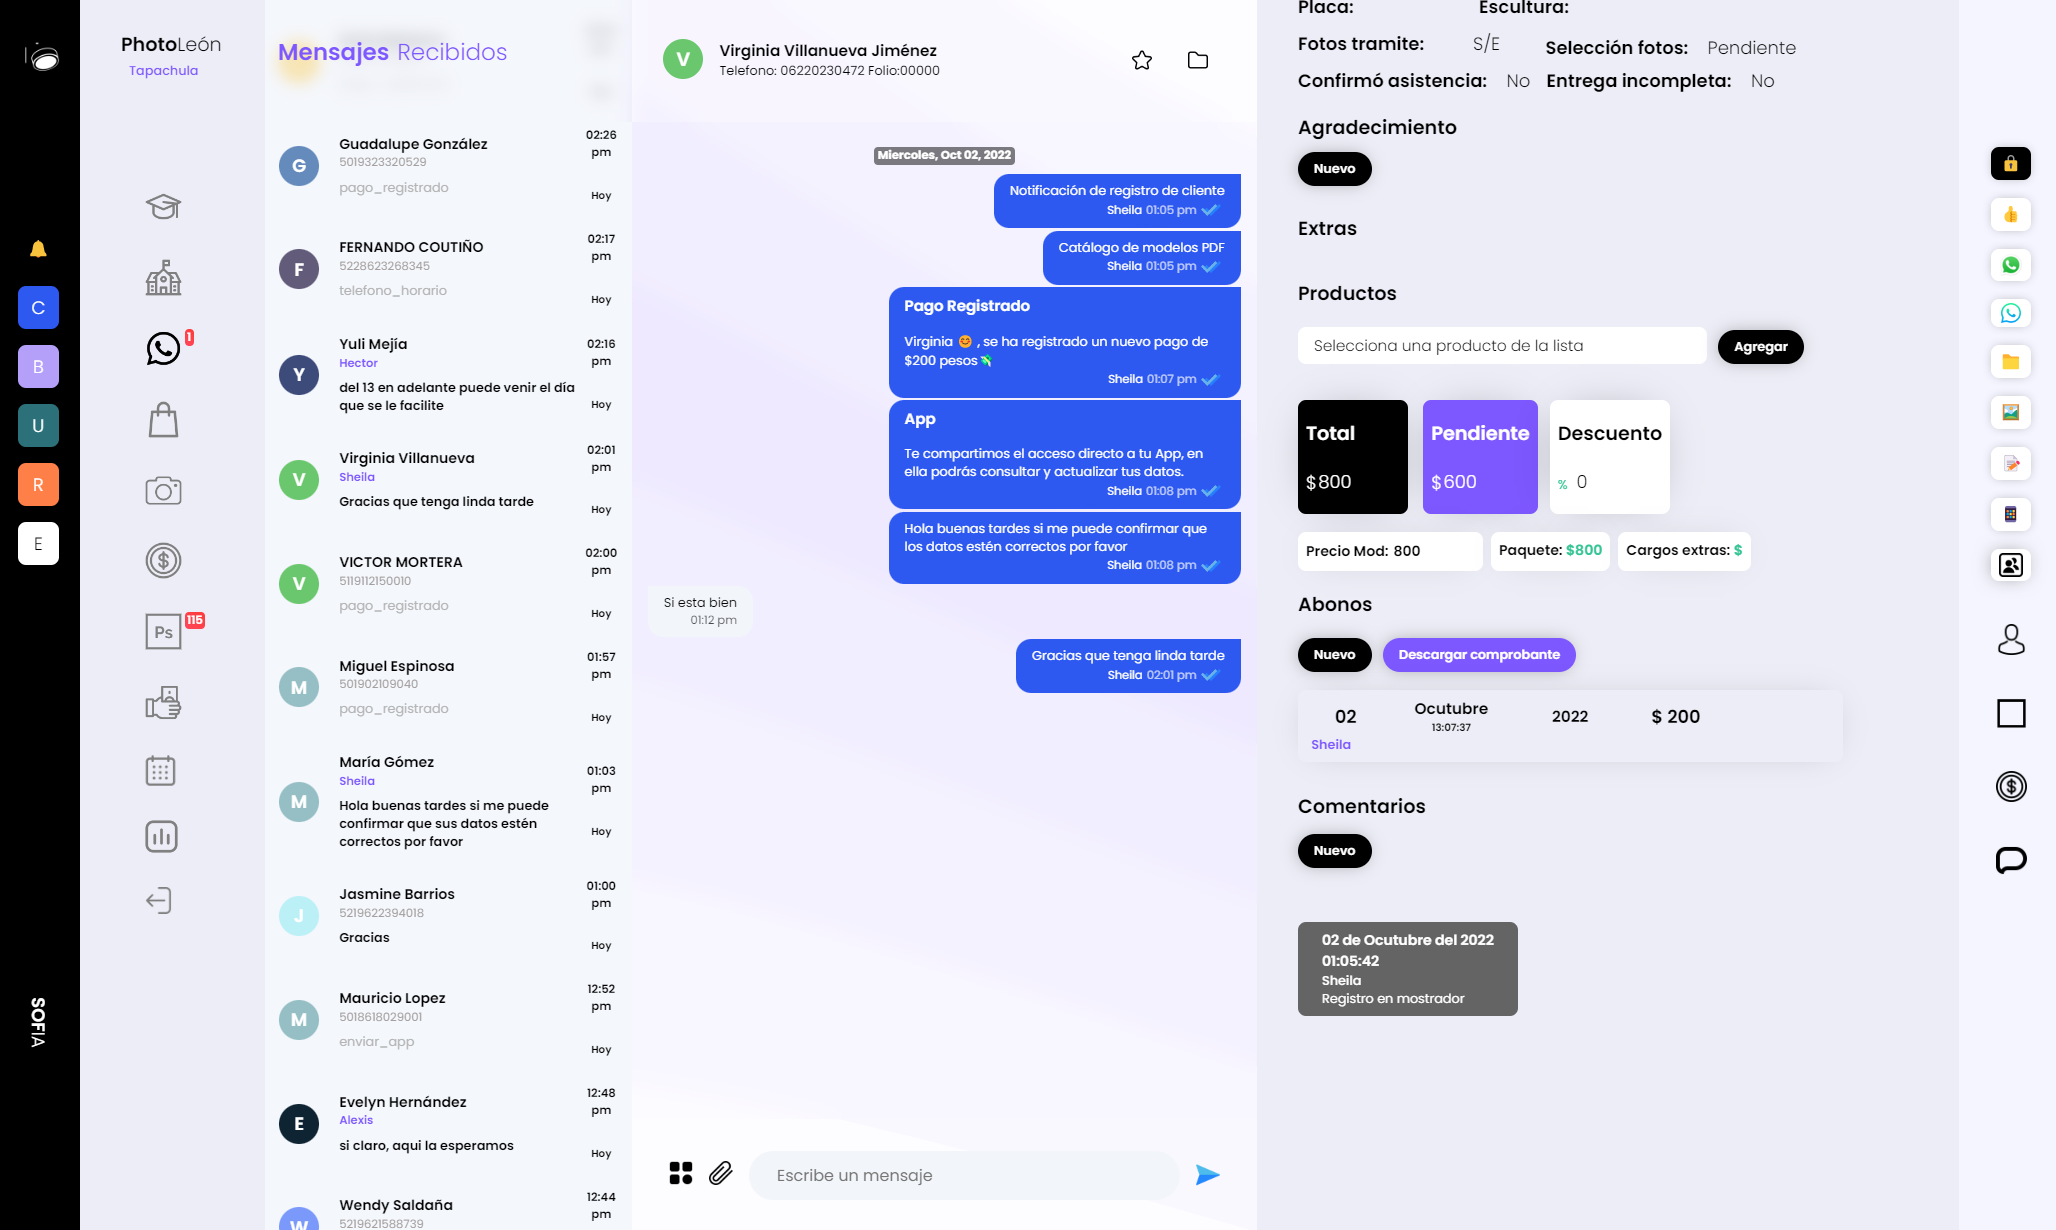 PhotoLeón
Tapachula
C
B
U
R
E
SOFIA
1
Ps
115
Mensajes Recibidos
G
Guadalupe González
5019323320529
pago_registrado
02:26 pm
Hoy
F
FERNANDO COUTIÑO
5228623268345
telefono_horario
02:17 pm
Hoy
Y
Yuli Mejía
Hector
del 13 en adelante puede venir el día
que se le facilite
02:16 pm
Hoy
V
Virginia Villanueva
Sheila
Gracias que tenga linda tarde
02:01 pm
Hoy
V
VICTOR MORTERA
5119112150010
pago_registrado
02:00 pm
Hoy
M
Miguel Espinosa
501902109040
pago_registrado
01:57 pm
Hoy
M
María Gómez
Sheila
Hola buenas tardes si me puede
confirmar que sus datos estén
correctos por favor
01:03 pm
Hoy
J
Jasmine Barrios
5219622394018
Gracias
01:00 pm
Hoy
M
Mauricio Lopez
5018618029001
enviar_app
12:52 pm
Hoy
E
Evelyn Hernández
Alexis
si claro, aqui la esperamos
12:48 pm
Hoy
W
Wendy Saldaña
5219621588739
12:44 pm
V
Virginia Villanueva Jiménez
Telefono: 06220230472 Folio:00000
Miercoles, Oct 02, 2022
Notificación de registro de cliente
Sheila 01:05 pm
Catálogo de modelos PDF
Sheila 01:05 pm
Pago Registrado
Virginia 😊 , se ha registrado un nuevo pago de
$200 pesos💸
Sheila 01:07 pm
App
Te compartimos el acceso directo a tu App, en
ella podrás consultar y actualizar tus datos.
Sheila 01:08 pm
Hola buenas tardes si me puede confirmar que
los datos estén correctos por favor
Sheila 01:08 pm
Si esta bien
01:12 pm
Gracias que tenga linda tarde
Sheila 02:01 pm
Escribe un mensaje
Placa: Escultura:
Fotos tramite: S/E Selección fotos: Pendiente
Confirmó asistencia: No Entrega incompleta: No
Agradecimiento
Nuevo
Extras
Productos
Selecciona una producto de la lista
Agregar
Total
$800
Pendiente
$600
Descuento
% 0
Precio Mod: 800
Paquete: $800
Cargos extras: $
Abonos
Nuevo
Descargar comprobante
02 Ocutubre 2022 $ 200
13:07:37
Sheila
Comentarios
Nuevo
02 de Ocutubre del 2022
01:05:42
Sheila
Registro en mostrador